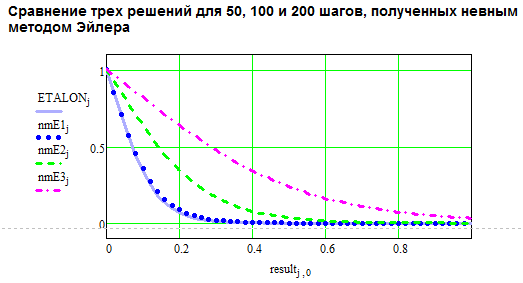 Сравнение трех решений для 50, 100 и 200 шагов, полученных невным
методом Эйлера
1
0.5
0
ETALONj
nmE1j
nmE2j
nmE3j
0 0.2 0.4 0.6 0.8
resultj , 0